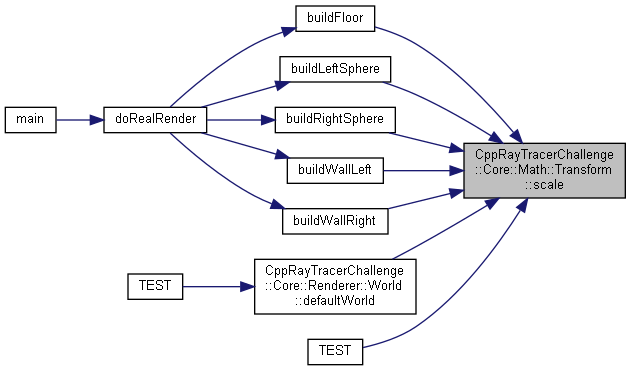 buildFloor
buildLeftSphere
main
doRealRender
buildRightSphere
CppRayTracerChallenge
::Core::Math::Transform
::scale
buildWallLeft
buildWallRight
CppRayTracerChallenge
::Core::Renderer::World
::defaultWorld
TEST
TEST